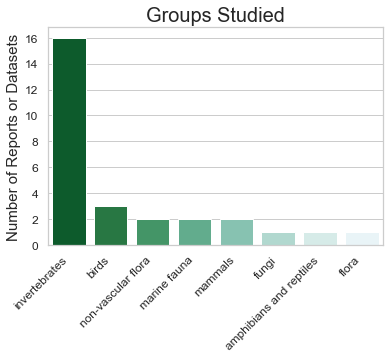 Groups Studied
Number of Reports or Datasets
16
14
12
10
8
6
4
2
0
invertebrates
birds
non-vascular flora
marine fauna
mammals
fungi
amphibians and reptiles
flora